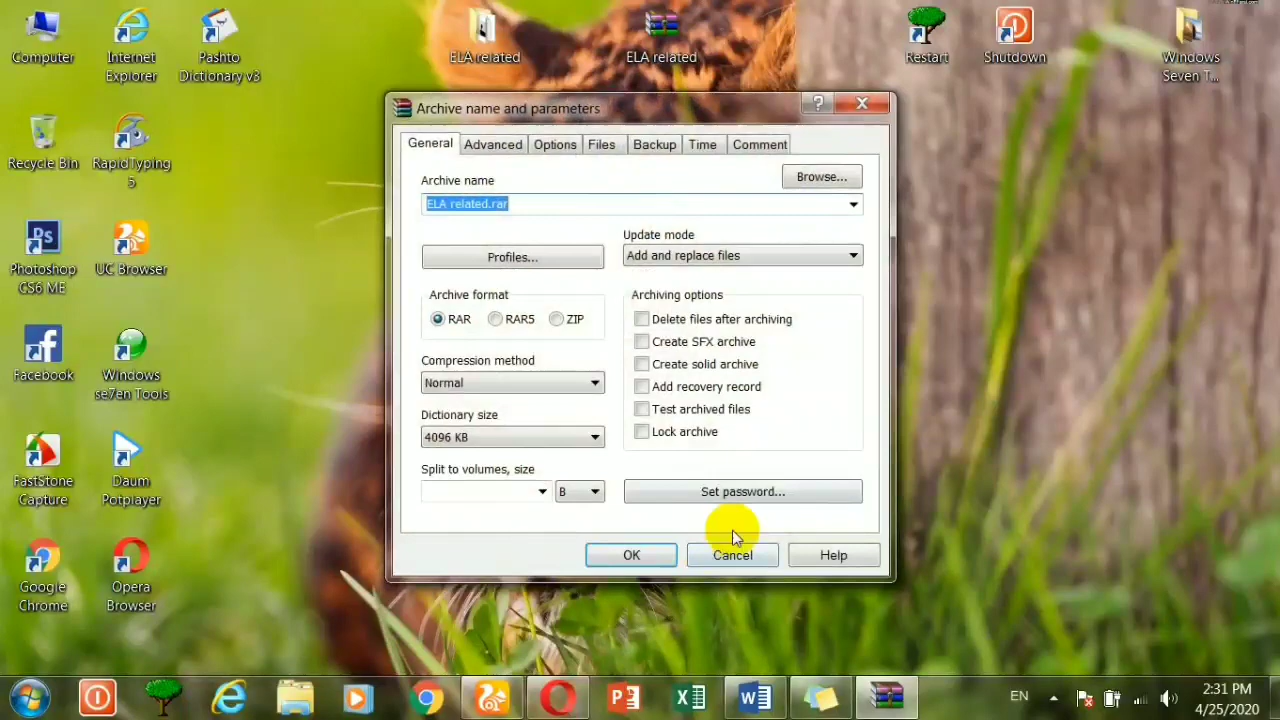 Computer
Internet
Explorer
Pashto
Dictionary v3
ELA related
ELA related
Restart
Shutdown
Windows
Seven T...
Recycle Bin
RapidTyping
5
Photoshop
CS6 ME
UC Browser
Facebook
Windows
se7en Tools
FastStone
Capture
Daum
Potplayer
Google
Chrome
Opera
Browser
Archive name and parameters
General
Advanced
Options
Files
Backup
Time
Comment
Archive name
Browse...
ELA related.rar
Profiles...
Update mode
Add and replace files
Archive format
RAR
RAR5
ZIP
Compression method
Normal
Dictionary size
4096 KB
Split to volumes, size
B
Archiving options
Delete files after archiving
Create SFX archive
Create solid archive
Add recovery record
Test archived files
Lock archive
Set password...
OK
Cancel
Help
EN
2:31 PM
4/25/2020